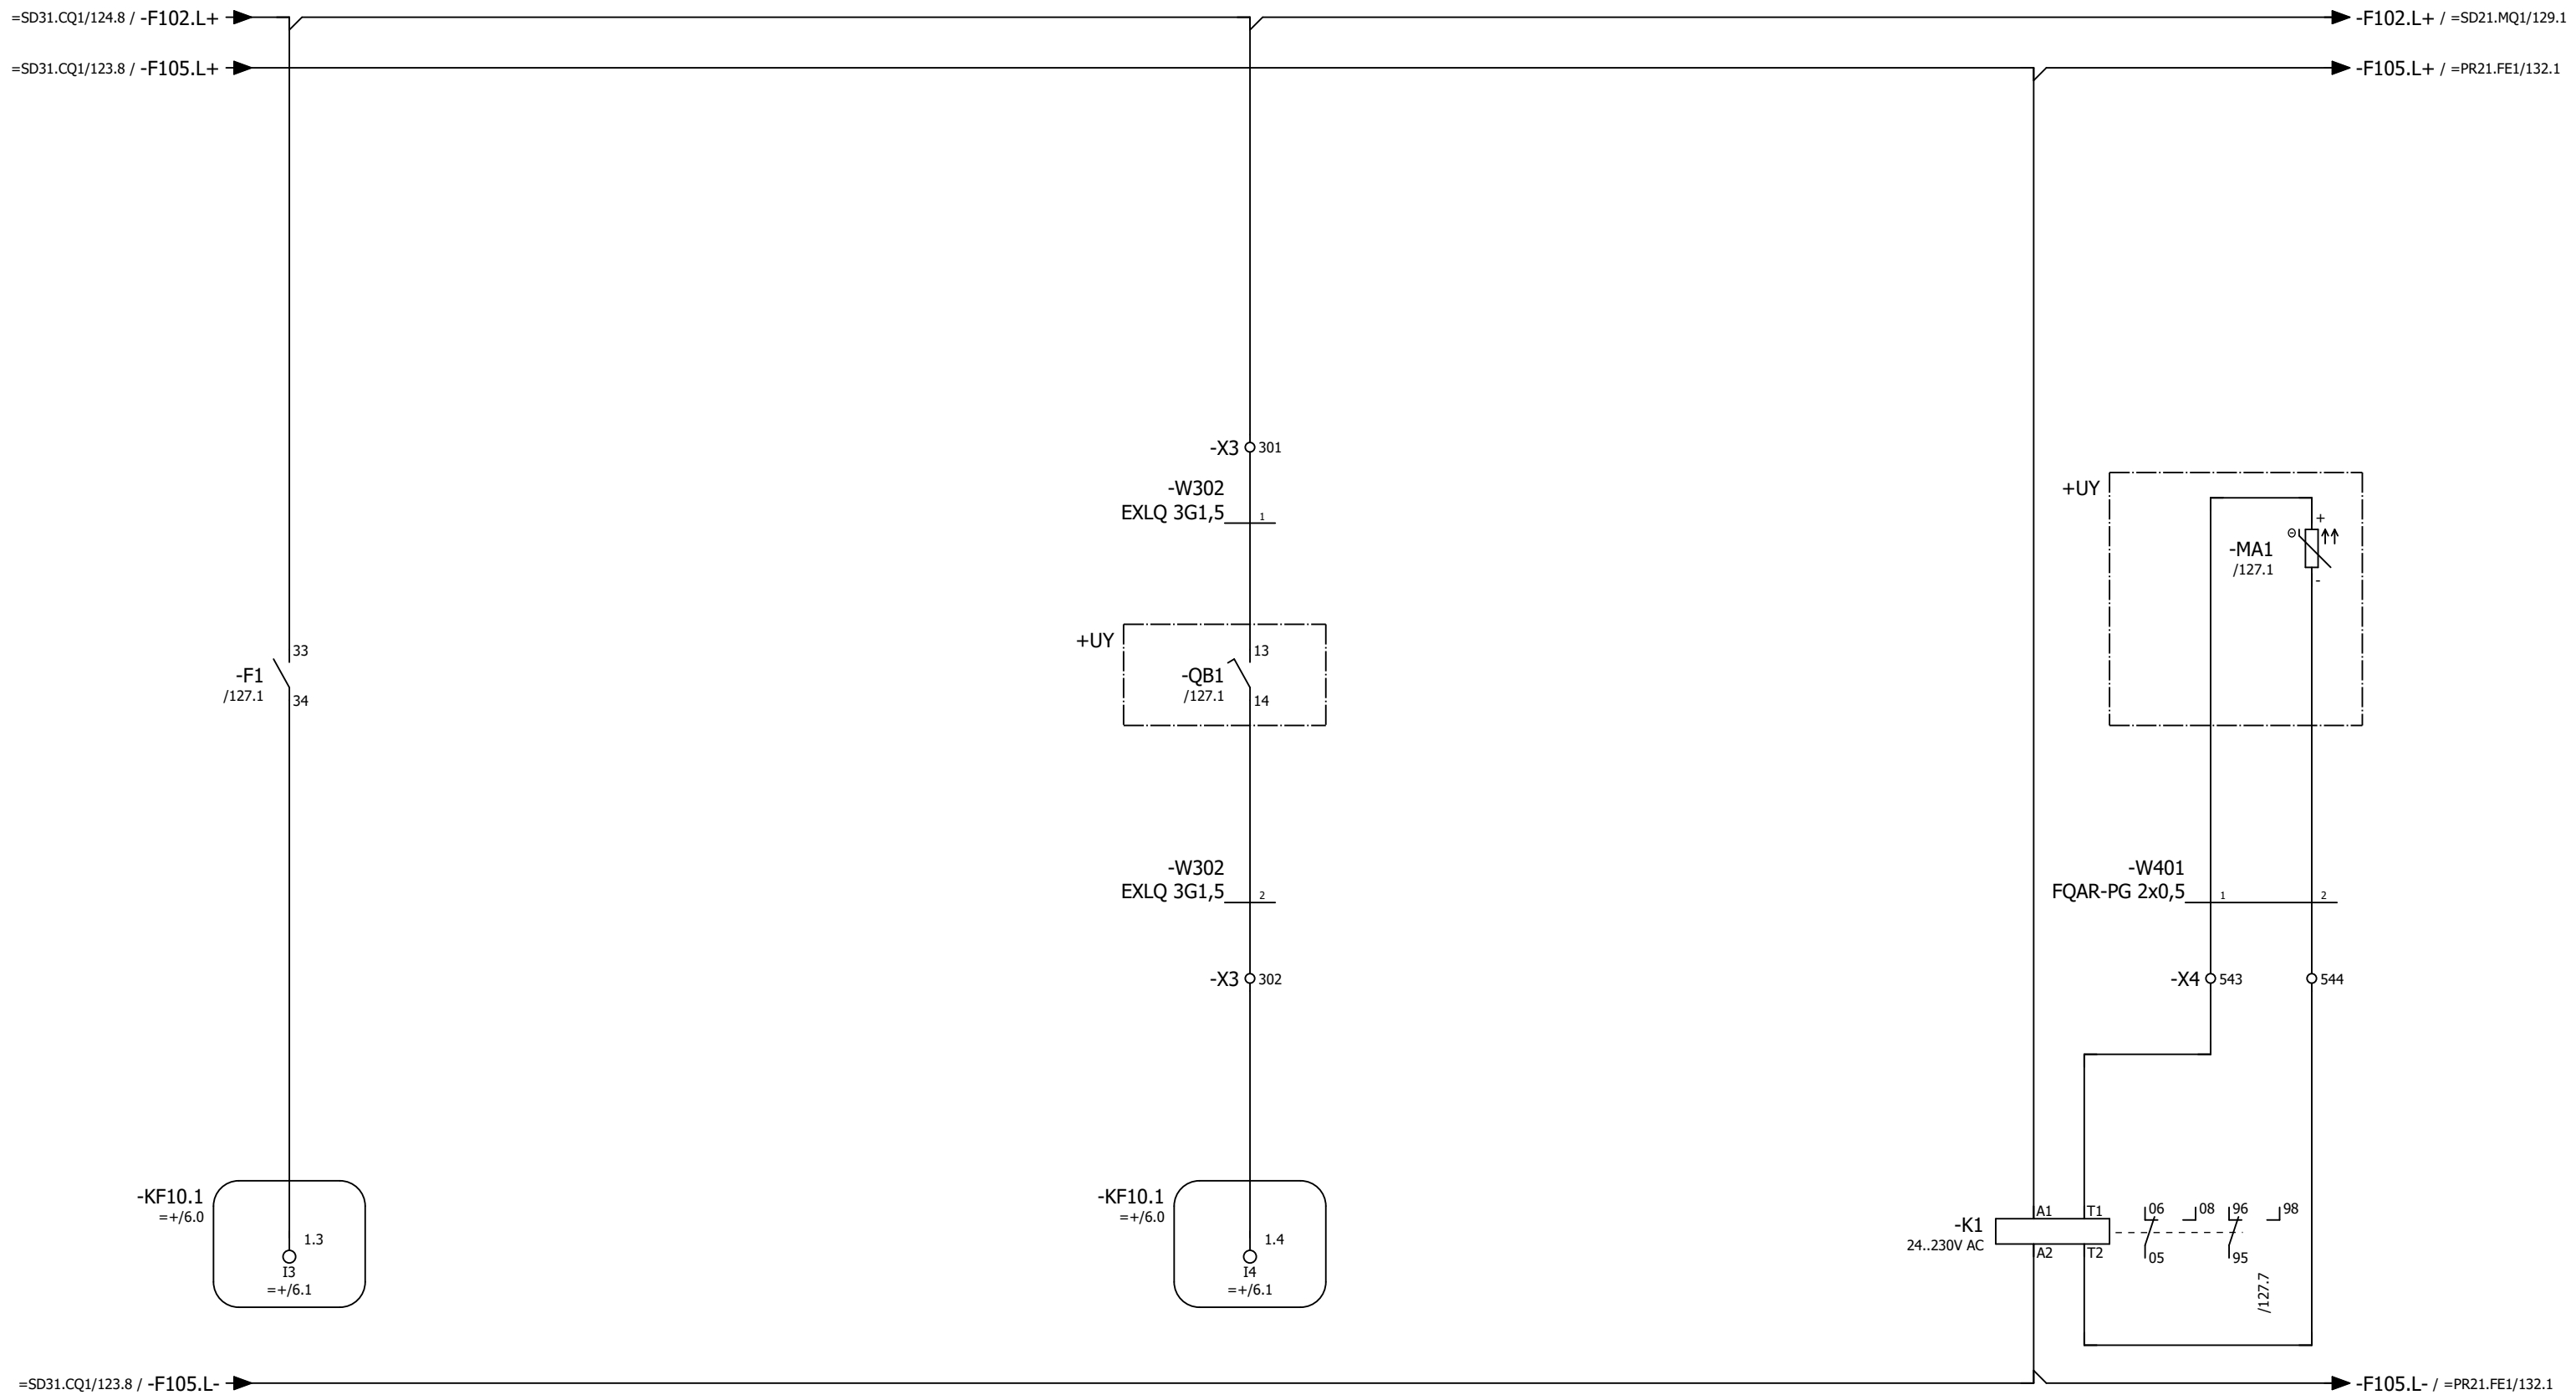 =SD31.CQ1/124.8 / -F102.L+
-F102.L+ / =SD21.MQ1/129.1
=SD31.CQ1/123.8 / -F105.L+
-F105.L+ / =PR21.FE1/132.1
-X3 301
-W302
EXLQ 3G1,5 1
+UY
-MA1
/127.1
Θ
+
-
-F1
/127.1
33
34
+UY
-QB1
/127.1
13
14
-W302
EXLQ 3G1,5 2
-X3 302
-W401
FQAR-PG 2x0,5 1 2
-X4 543 544
-KF10.1
=+/6.0
1.3
I3
=+/6.1
-KF10.1
=+/6.0
1.4
I4
=+/6.1
-K1
24..230V AC
A1 T1 06 08 96 98
A2 T2 05 95
/127.7
=SD31.CQ1/123.8 / -F105.L-
-F105.L- / =PR21.FE1/132.1